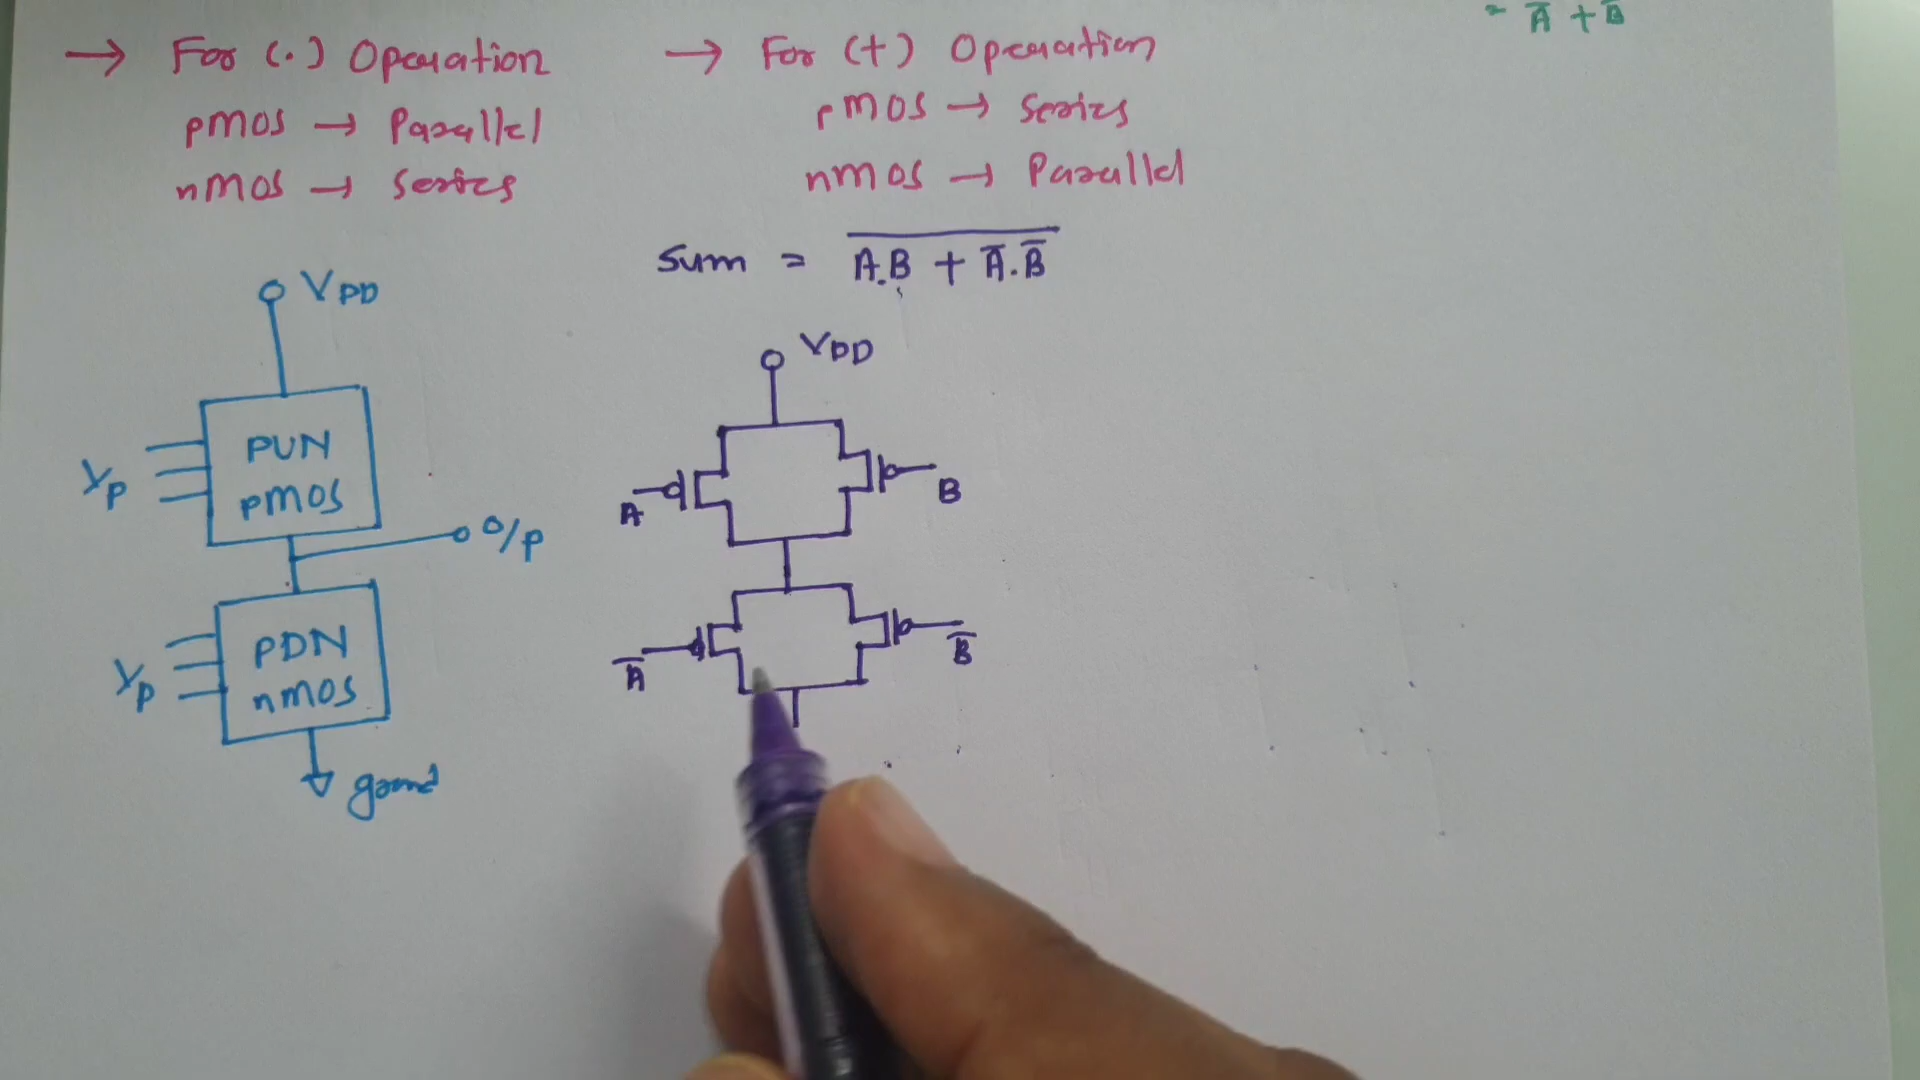 = A̅ + B̅
→ For (.) Operation
pMOS → Parallel
nMOS → Series
→ For (+) Operation
pMOS → Series
nMOS → Parallel
Sum = \overline{A.B + A̅.B̅}
VDD
PUN
pMOS
O/P
PDN
nMOS
VDD
A
B
A̅
B̅